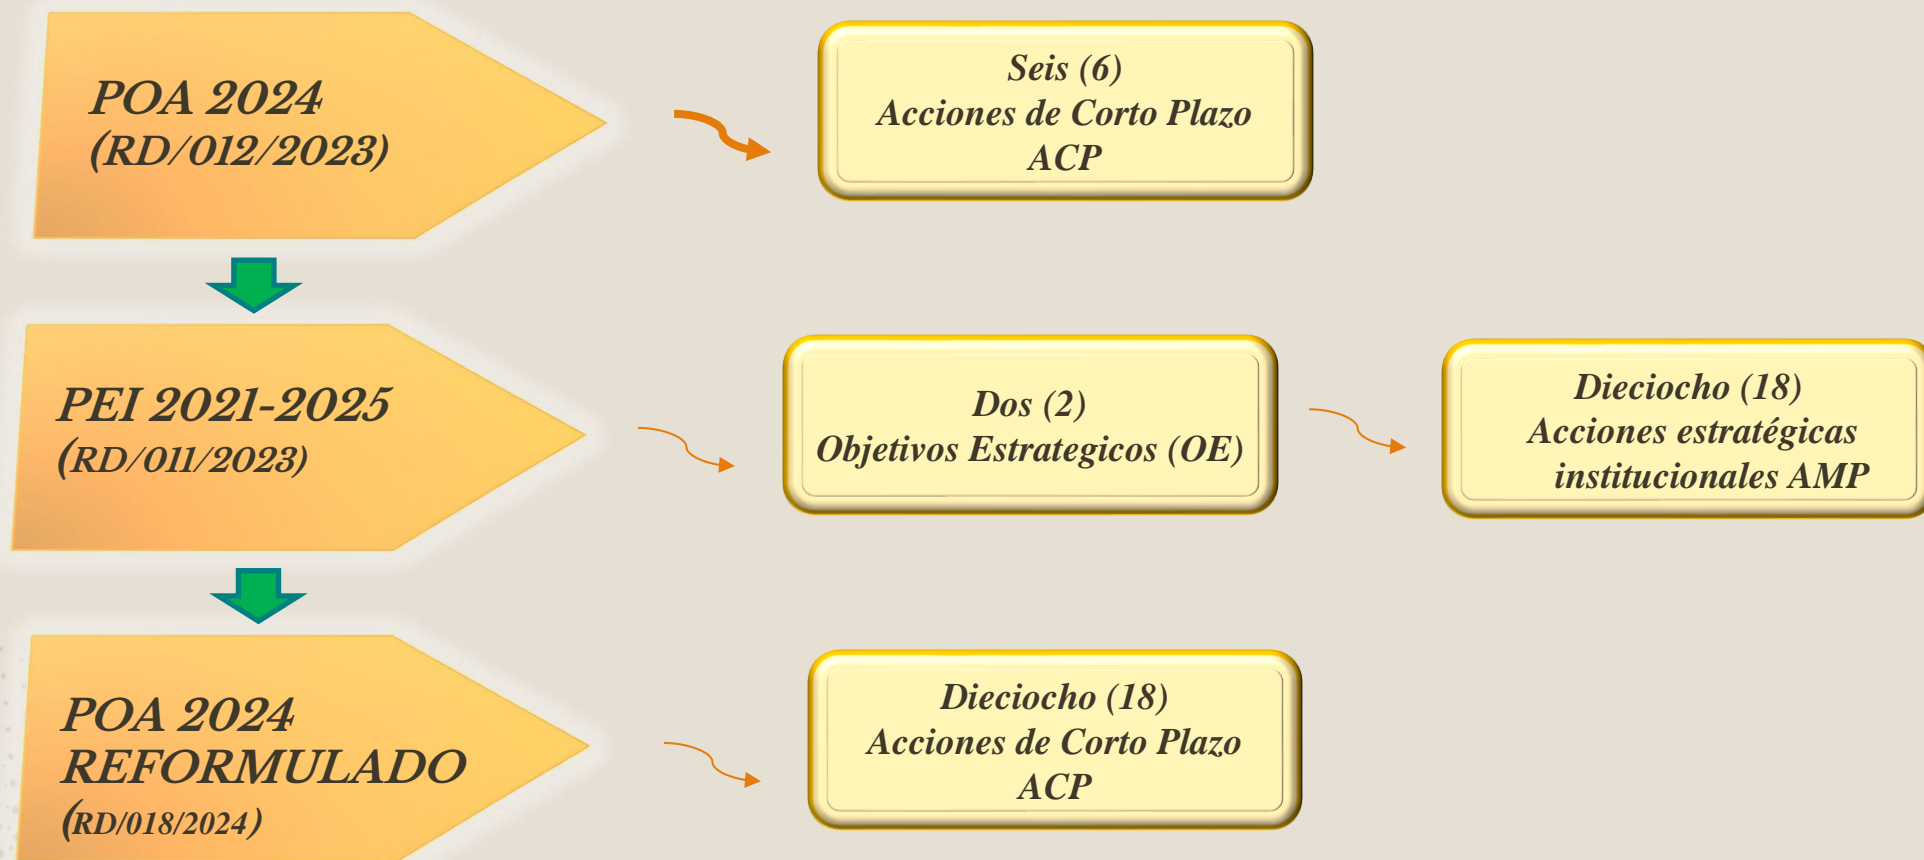 POA 2024
(RD/012/2023)
Seis (6)
Acciones de Corto Plazo
ACP
PEI 2021-2025
(RD/011/2023)
Dos (2)
Objetivos Estrategicos (OE)
Dieciocho (18)
Acciones estratégicas
institucionales AMP
POA 2024
REFORMULADO
(RD/018/2024)
Dieciocho (18)
Acciones de Corto Plazo
ACP